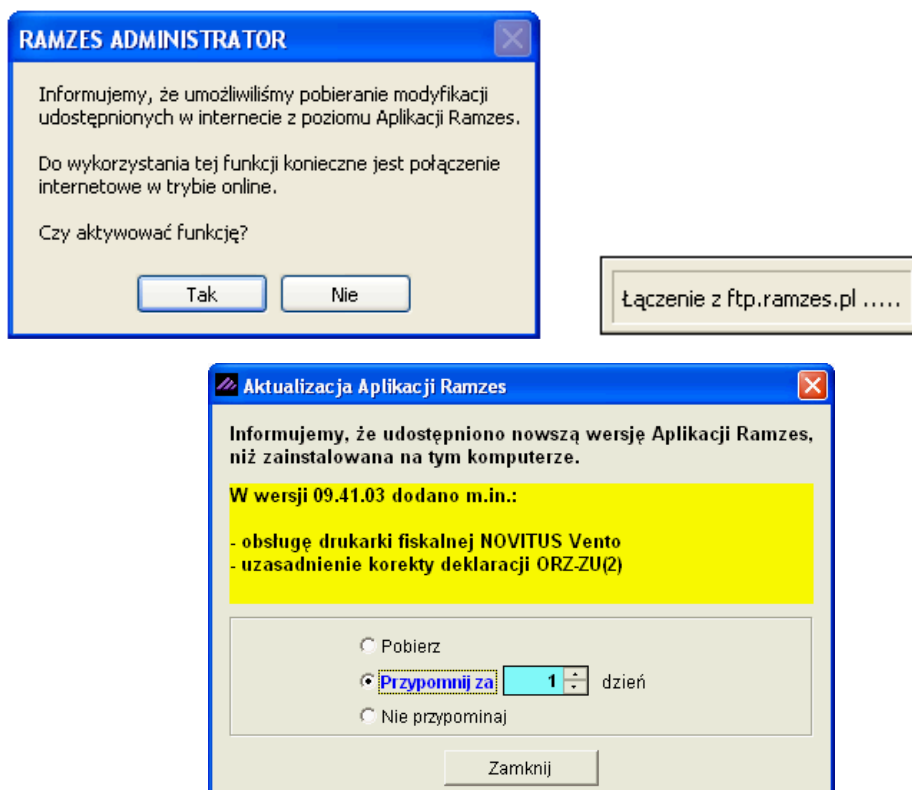 RAMZES ADMINISTRATOR
Informujemy, że umożliwiliśmy pobieranie modyfikacji
udostępnionych w internecie z poziomu Aplikacji Ramzes.
Do wykorzystania tej funkcji konieczne jest połączenie
internetowe w trybie online.
Czy aktywować funkcję?
Tak Nie
Łączenie z ftp.ramzes.pl .....
Aktualizacja Aplikacji Ramzes
Informujemy, że udostępniono nowszą wersję Aplikacji Ramzes,
niż zainstalowana na tym komputerze.
W wersji 09.41.03 dodano m.in.:
- obsługę drukarki fiskalnej NOVITUS Vento
- uzasadnienie korekty deklaracji ORZ-ZU(2)
Pobierz
Przypomnij za 1 dzień
Nie przypominaj
Zamknij